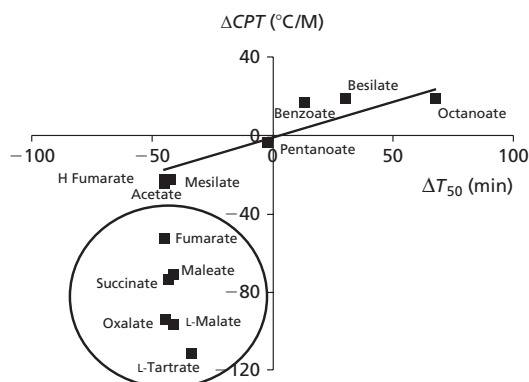 ΔCPT (°C/M)
40
Besilate
Benzoate
Octanoate
0
−100
−50
0
50
100
Pentanoate
ΔT50 (min)
H Fumarate
Mesilate
Acetate
−40
Fumarate
Maleate
Succinate
−80
Oxalate
L-Malate
L-Tartrate
−120